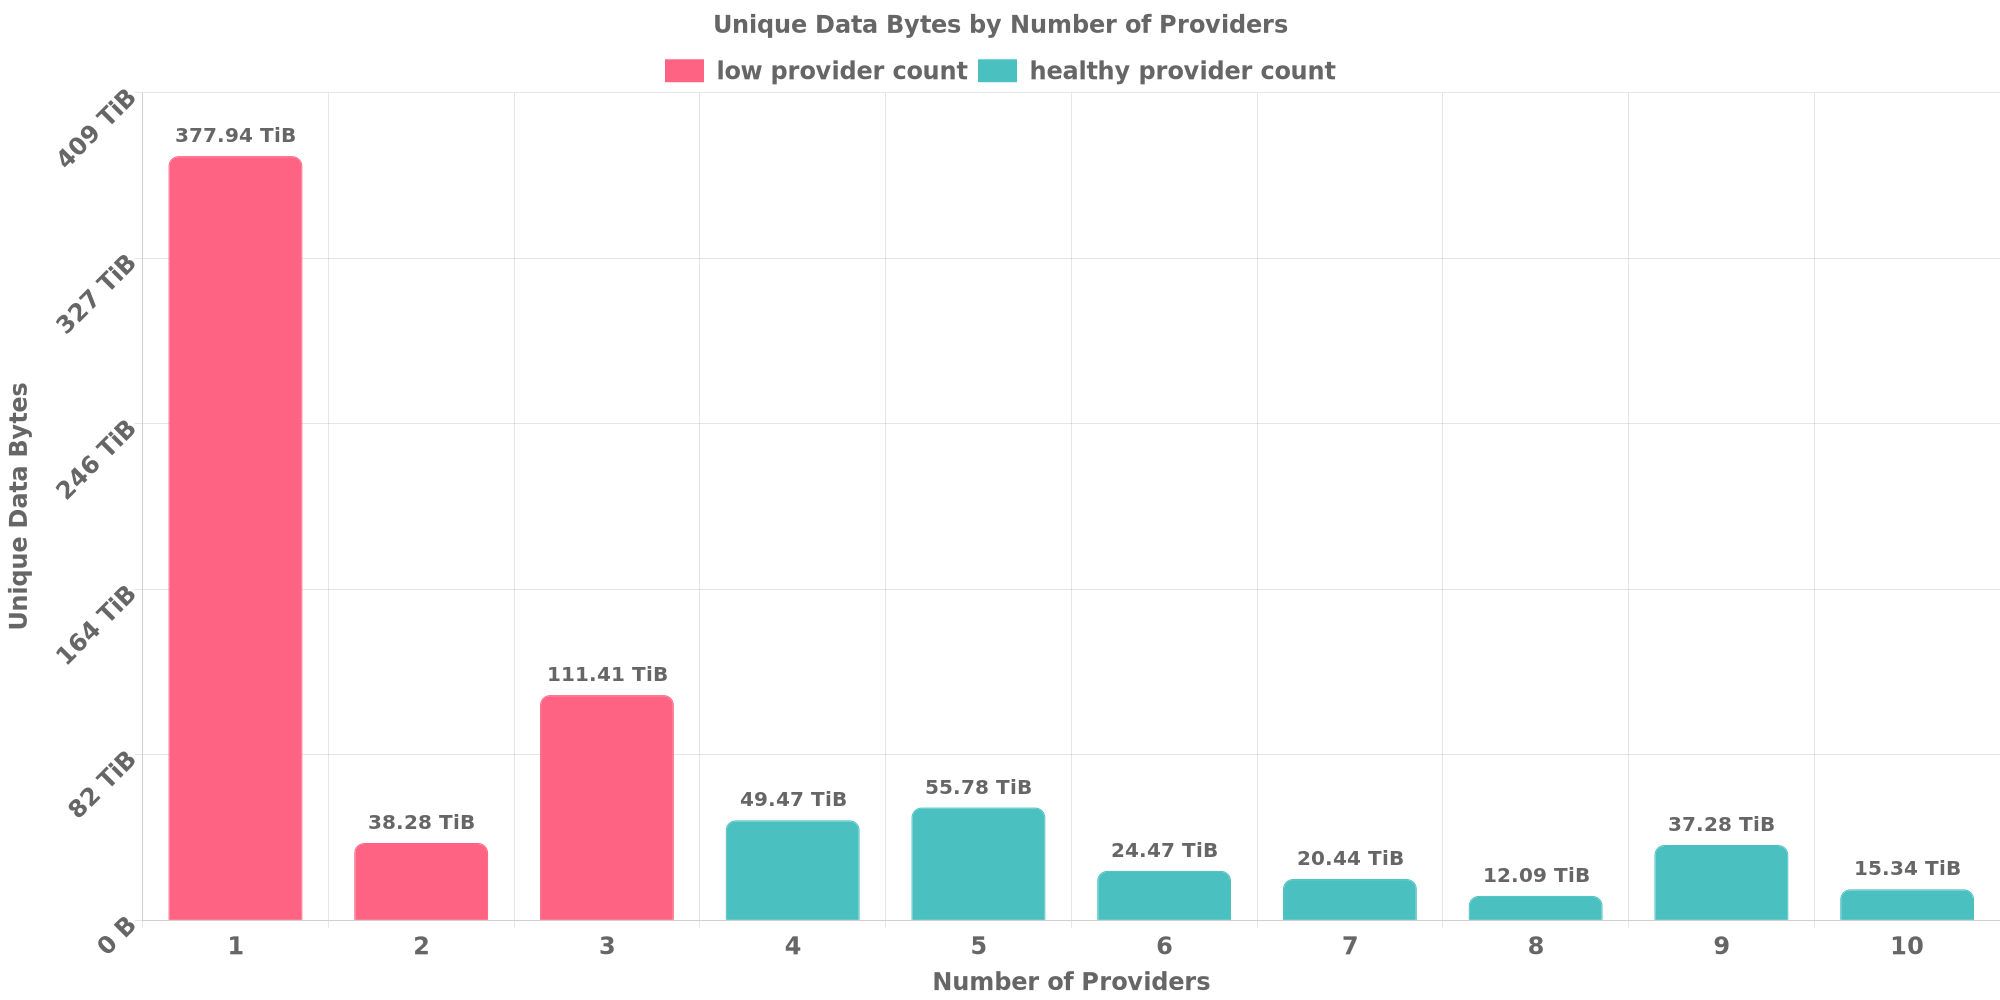 Unique Data Bytes by Number of Providers
low provider count healthy provider count
409 TiB
327 TiB
246 TiB
164 TiB
82 TiB
0 B
Unique Data Bytes
377.94 TiB
38.28 TiB
111.41 TiB
49.47 TiB
55.78 TiB
24.47 TiB
20.44 TiB
12.09 TiB
37.28 TiB
15.34 TiB
1 2 3 4 5 6 7 8 9 10
Number of Providers